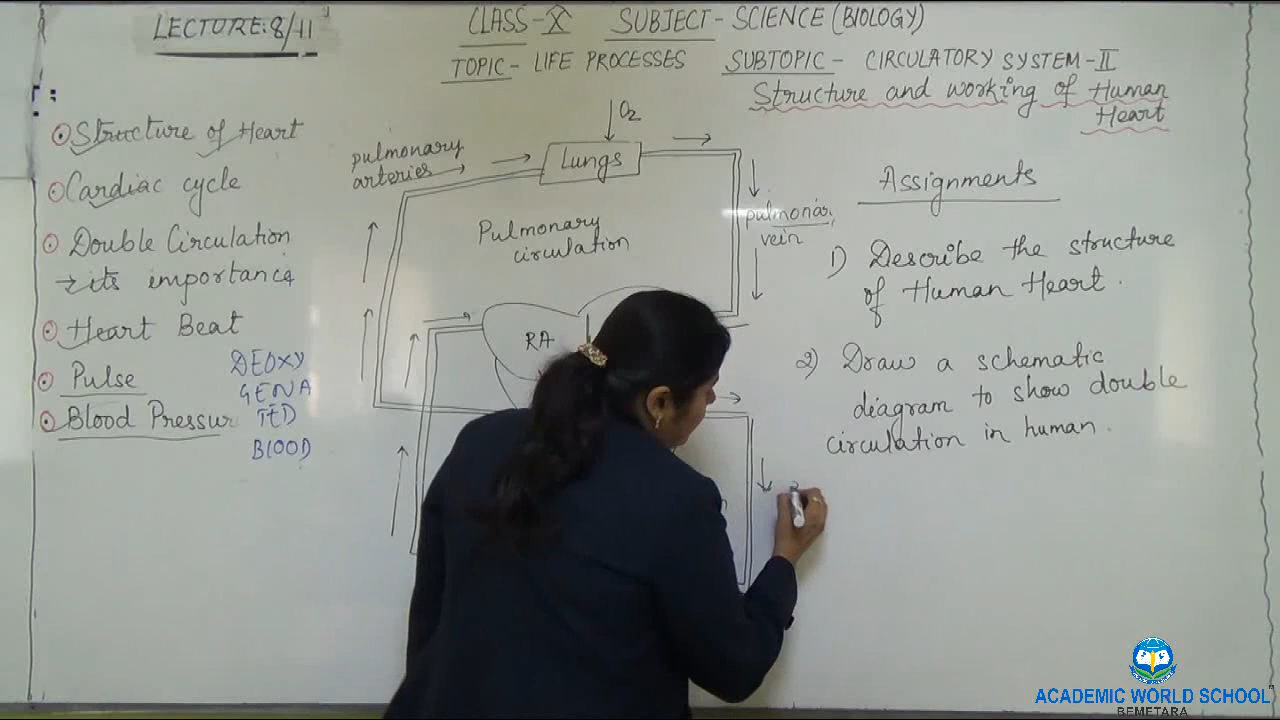 LECTURE: 8/11
CLASS-X SUBJECT- SCIENCE (BIOLOGY)
TOPIC- LIFE PROCESSES SUBTOPIC- CIRCULATORY SYSTEM-II
Structure and working of Human
Heart
Structure of Heart
Cardiac cycle
Double Circulation
→ its importance
Heart Beat
Pulse
Blood Pressur
DEOXY
GENA
TED
BLOOD
O2
Lungs
pulmonary
arteries
Pulmonary
circulation
pulmonar
vein
RA
Assignments
1) Describe the structure
of Human Heart.
2) Draw a schematic
diagram to show double
circulation in human.
ACADEMIC WORLD SCHOOL
BEMETARA